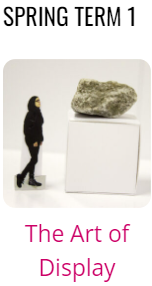 SPRING TERM 1
The Art of
Display